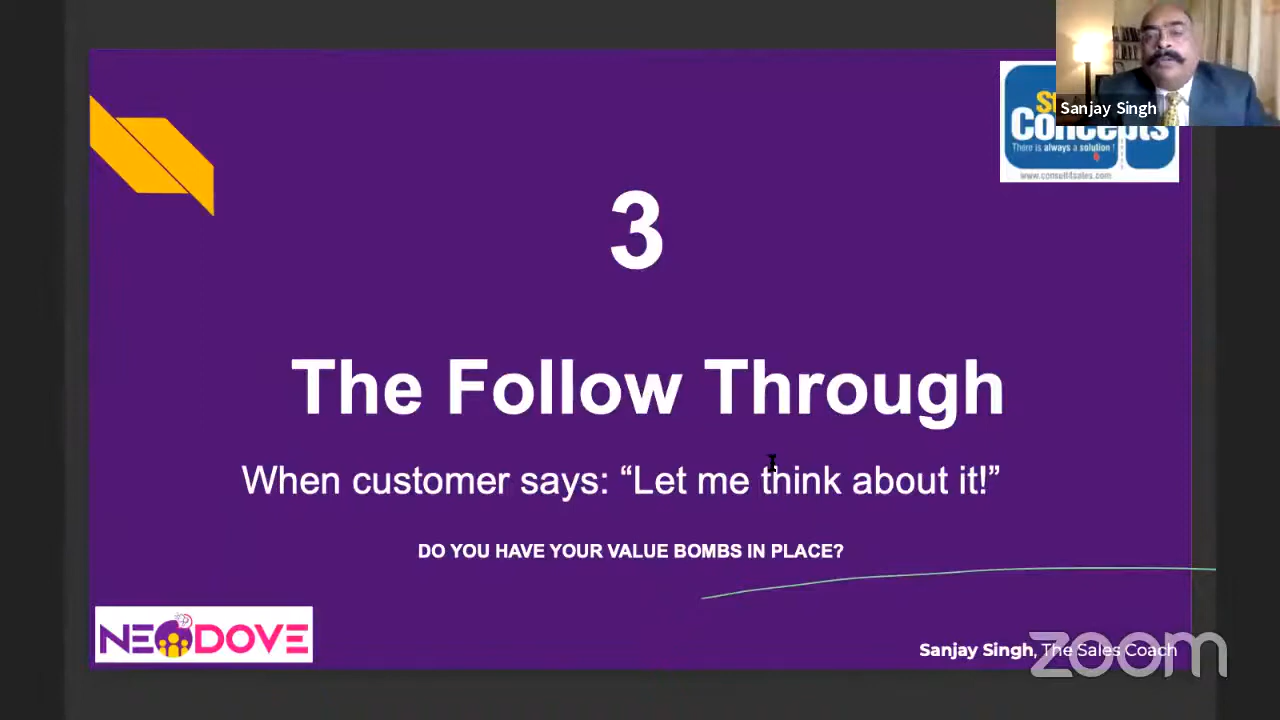 Sanjay Singh
Concepts
There is always a solution !
www.consell4sales.com
3
The Follow Through
When customer says: “Let me think about it!”
DO YOU HAVE YOUR VALUE BOMBS IN PLACE?
NEODOVE
Sanjay Singh, The Sales Coach
zoom